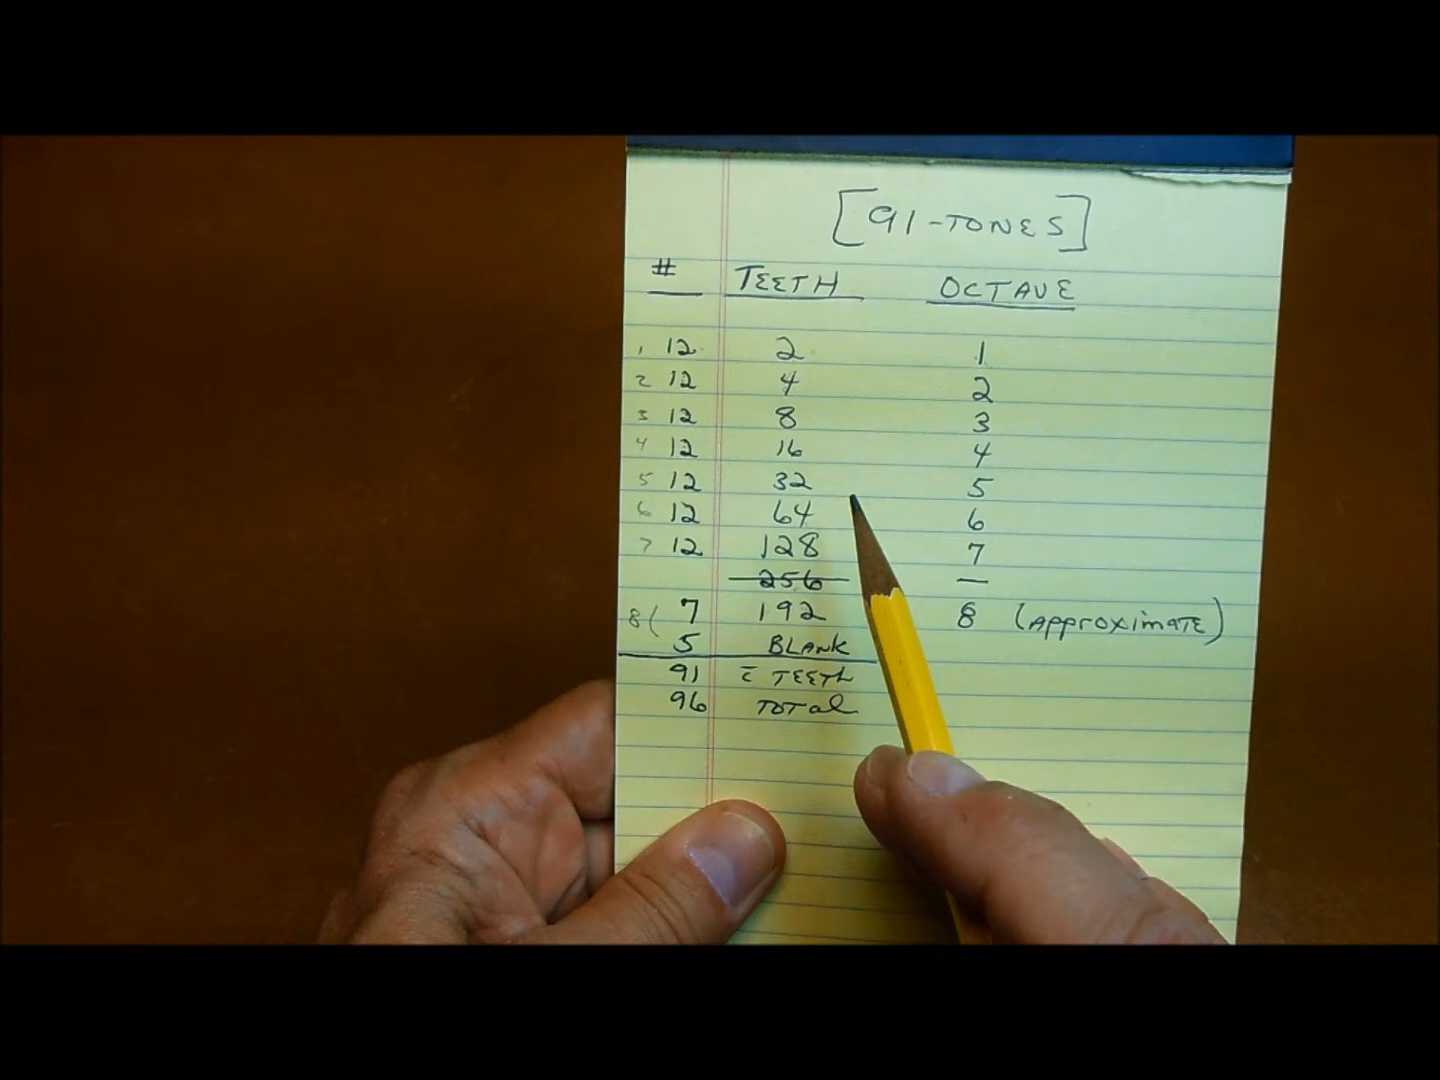 [91-TONES]
# TEETH OCTAVE
1 12 2 1
2 12 4 2
3 12 8 3
4 12 16 4
5 12 32 5
6 12 64 6
7 12 128 7
256 —
8( 7 192 8 (APPROXIMATE)
5 BLANK
91 c̄ TEETH
96 TOTAL